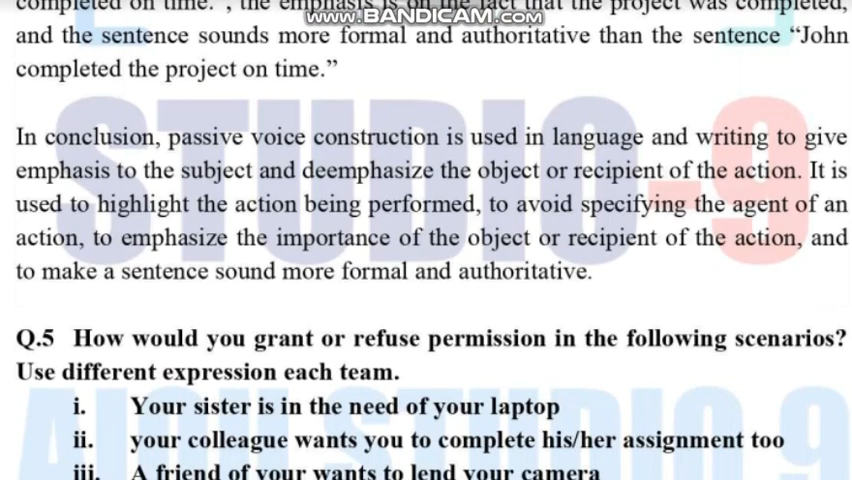 completed on time." , the emphasis is on the fact that the project was completed,
www.BANDICAM.com
and the sentence sounds more formal and authoritative than the sentence “John
completed the project on time.”
STUDIO-9
In conclusion, passive voice construction is used in language and writing to give
emphasis to the subject and deemphasize the object or recipient of the action. It is
used to highlight the action being performed, to avoid specifying the agent of an
action, to emphasize the importance of the object or recipient of the action, and
to make a sentence sound more formal and authoritative.
Q.5 How would you grant or refuse permission in the following scenarios?
Use different expression each team.
AIOU STUDIO 9
i. Your sister is in the need of your laptop
ii. your colleague wants you to complete his/her assignment too
iii. A friend of your wants to lend your camera